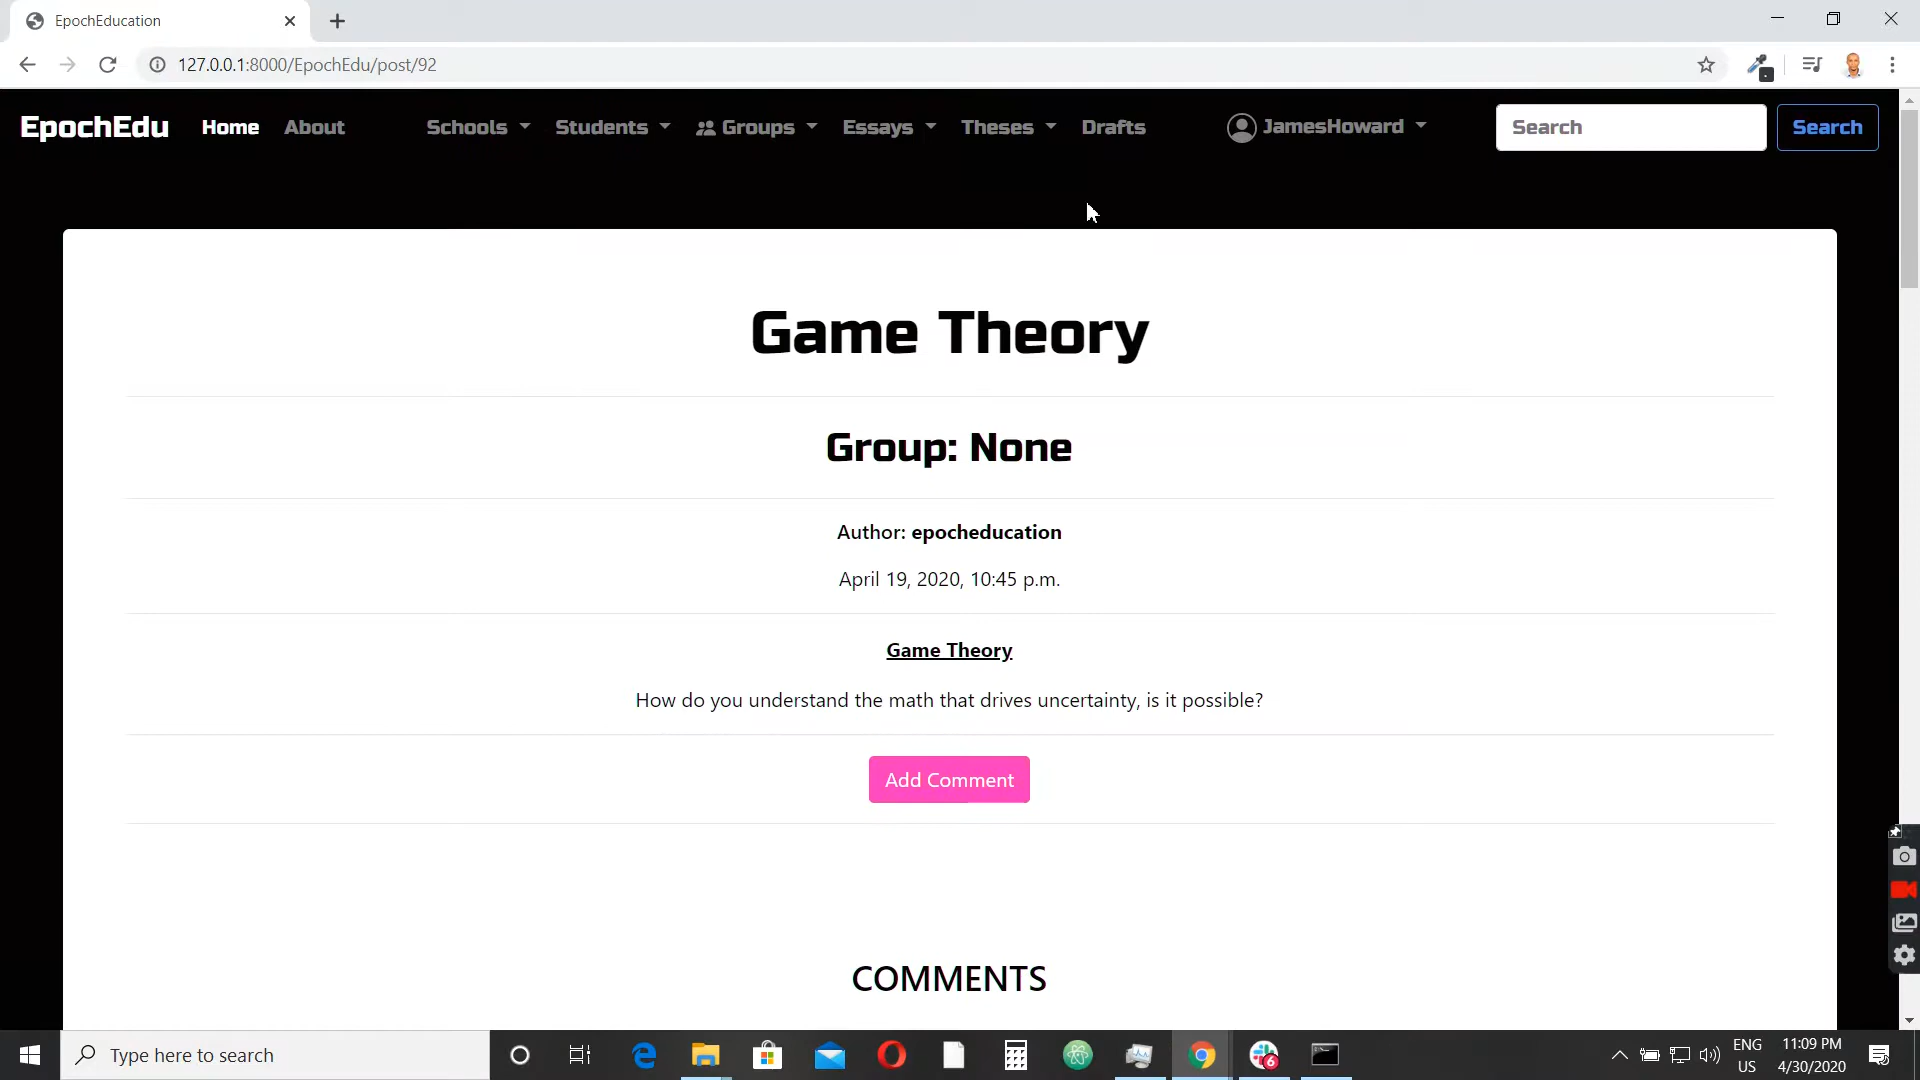 EpochEducation
127.0.0.1:8000/EpochEdu/post/92
EpochEdu Home About Schools Students Groups Essays Theses Drafts JamesHoward Search Search
Game Theory
Group: None
Author: epocheducation
April 19, 2020, 10:45 p.m.
Game Theory
How do you understand the math that drives uncertainty, is it possible?
Add Comment
COMMENTS
Type here to search
6
ENG
US
11:09 PM
4/30/2020